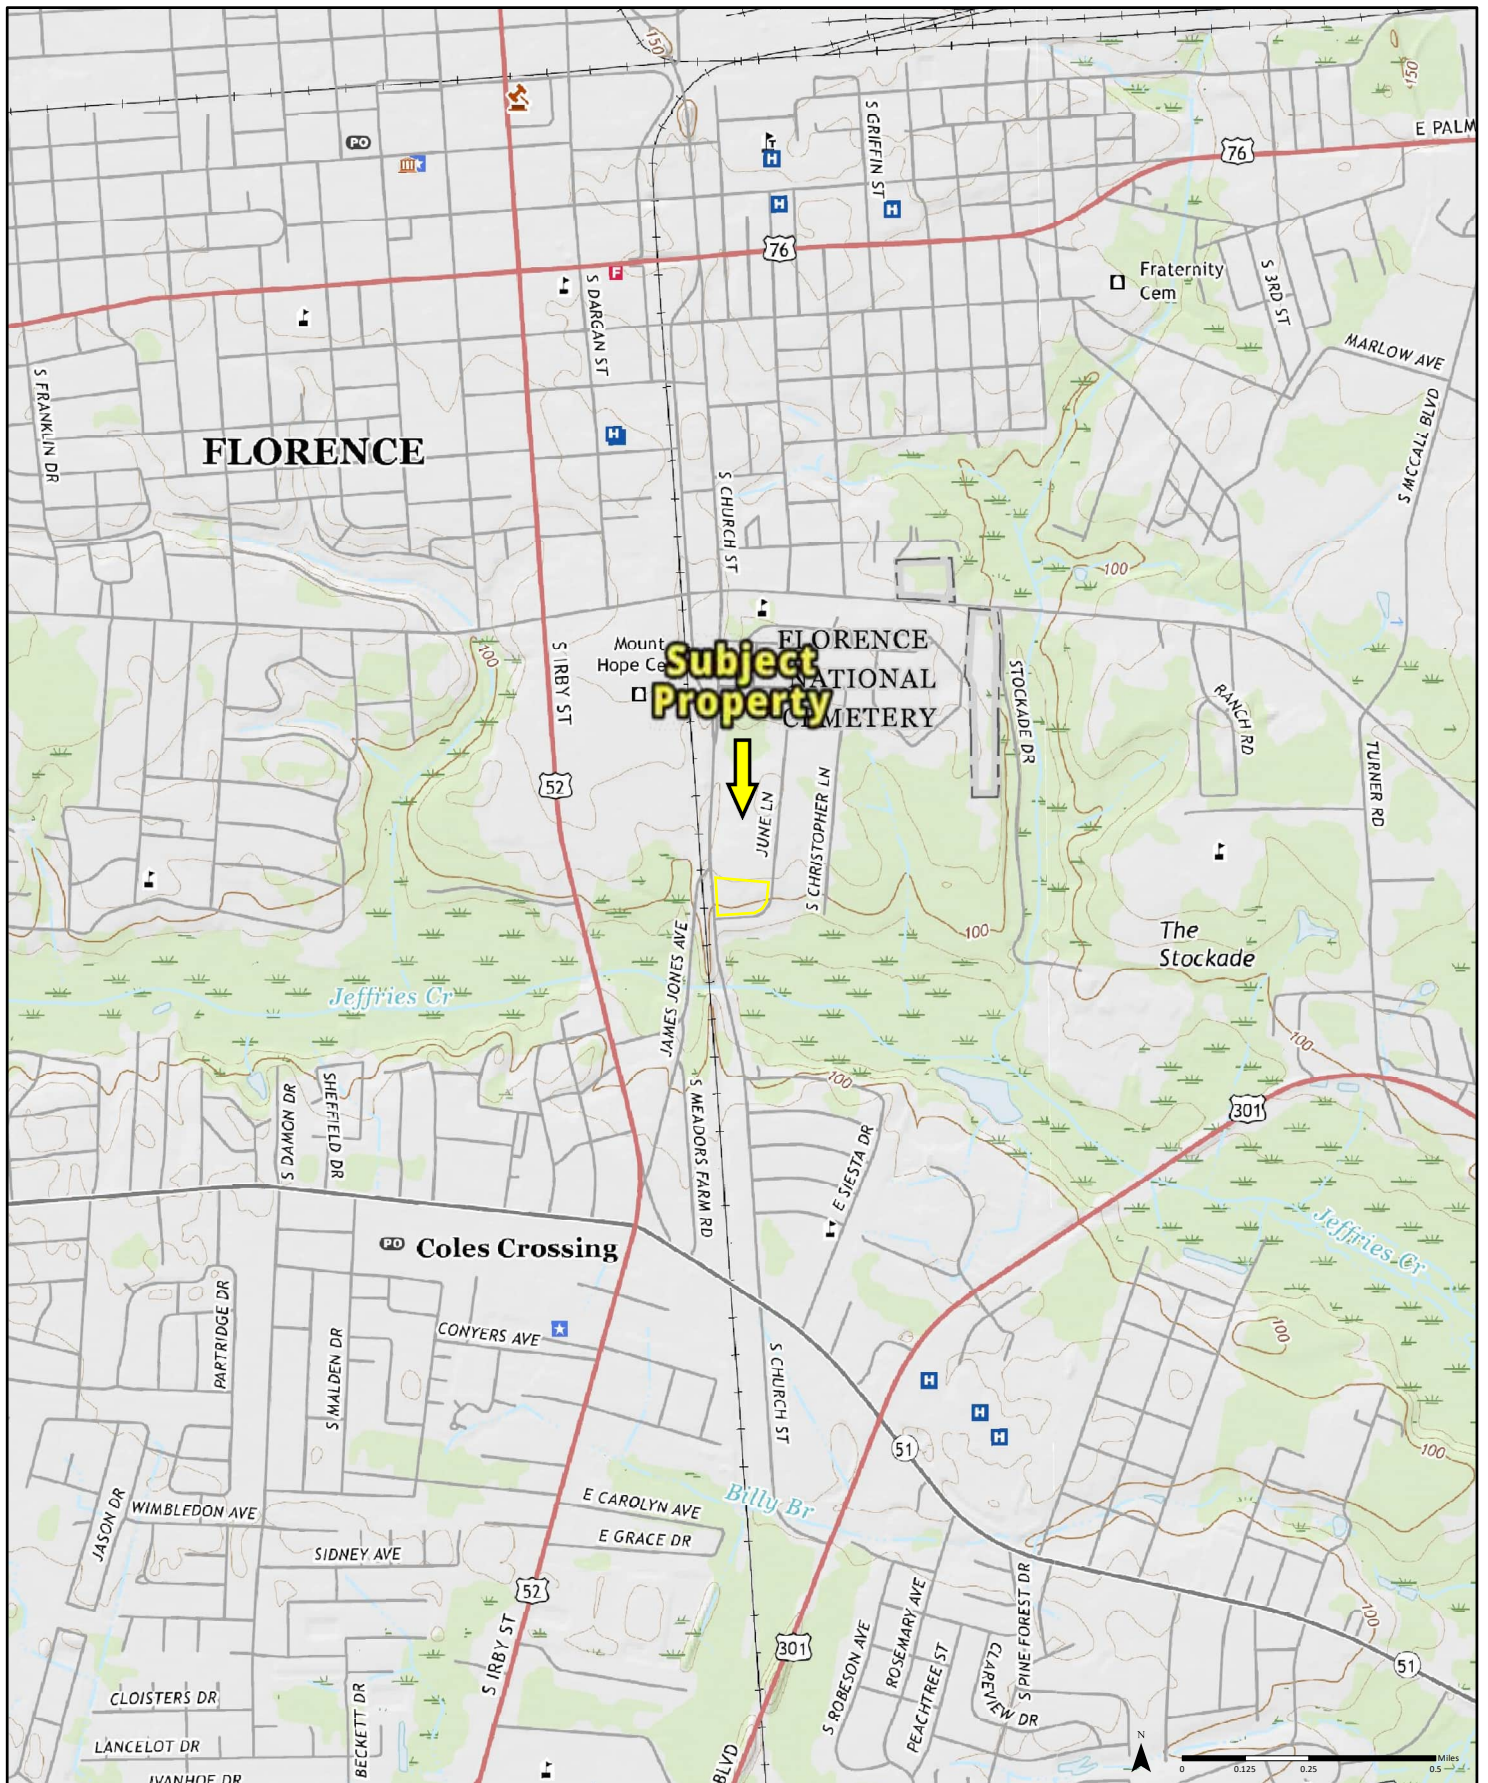 150
150
E PALM
PO
S GRIFFIN ST
76
H
H
H
76
F
S DARGAN ST
Fraternity
Cem
S 3RD ST
MARLOW AVE
S FRANKLIN DR
S MCCALL BLVD
FLORENCE
H
S CHURCH ST
100
100
S IRBY ST
Mount
Hope Ce
FLORENCE
NATIONAL
CEMETERY
Subject
Property
STOCKADE DR
RANCH RD
TURNER RD
52
JUNE LN
S CHRISTOPHER LN
100
The
Stockade
JAMES JONES AVE
Jeffries Cr
100
100
S DAMON DR
SHEFFIELD DR
S MEADORS FARM RD
E SIESTA DR
301
Jeffries Cr
PO
Coles Crossing
PARTRIDGE DR
S MALDEN DR
CONYERS AVE
S CHURCH ST
100
H
H
H
51
100
JASON DR
WIMBLEDON AVE
E CAROLYN AVE
Billy Br
E GRACE DR
SIDNEY AVE
52
S IRBY ST
301
S ROBESON AVE
ROSEMARY AVE
PEACHTREE ST
CLAREVIEW DR
S PINE FOREST DR
100
51
CLOISTERS DR
BECKETT DR
LANCELOT DR
IVANHOE DR
BLVD
N
Miles
0 0.125 0.25 0.5